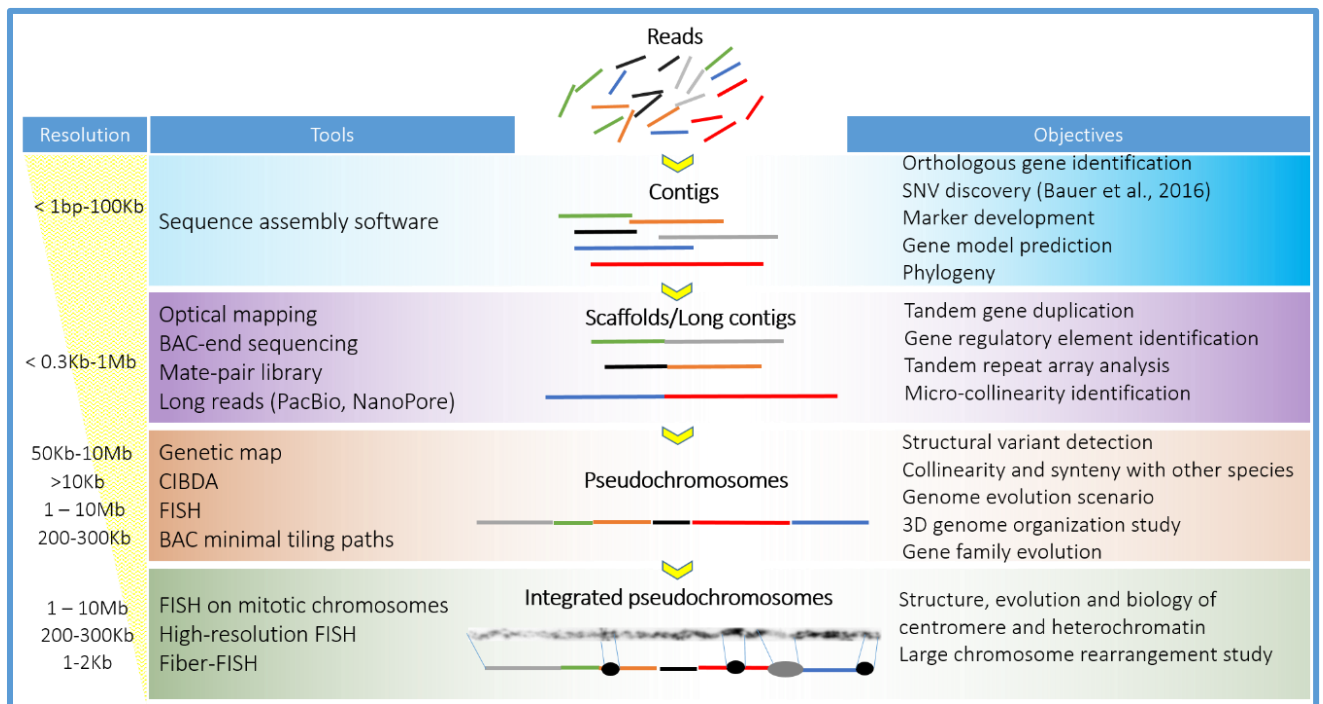 Reads
Resolution
Tools
Objectives
< 1bp-100Kb
Sequence assembly software
Contigs
Orthologous gene identification
SNV discovery (Bauer et al., 2016)
Marker development
Gene model prediction
Phylogeny
< 0.3Kb-1Mb
Optical mapping
BAC-end sequencing
Mate-pair library
Long reads (PacBio, NanoPore)
Scaffolds/Long contigs
Tandem gene duplication
Gene regulatory element identification
Tandem repeat array analysis
Micro-collinearity identification
50Kb-10Mb
>10Kb
1 – 10Mb
200-300Kb
Genetic map
CIBDA
FISH
BAC minimal tiling paths
Pseudochromosomes
Structural variant detection
Collinearity and synteny with other species
Genome evolution scenario
3D genome organization study
Gene family evolution
1 – 10Mb
200-300Kb
1-2Kb
FISH on mitotic chromosomes
High-resolution FISH
Fiber-FISH
Integrated pseudochromosomes
Structure, evolution and biology of
centromere and heterochromatin
Large chromosome rearrangement study